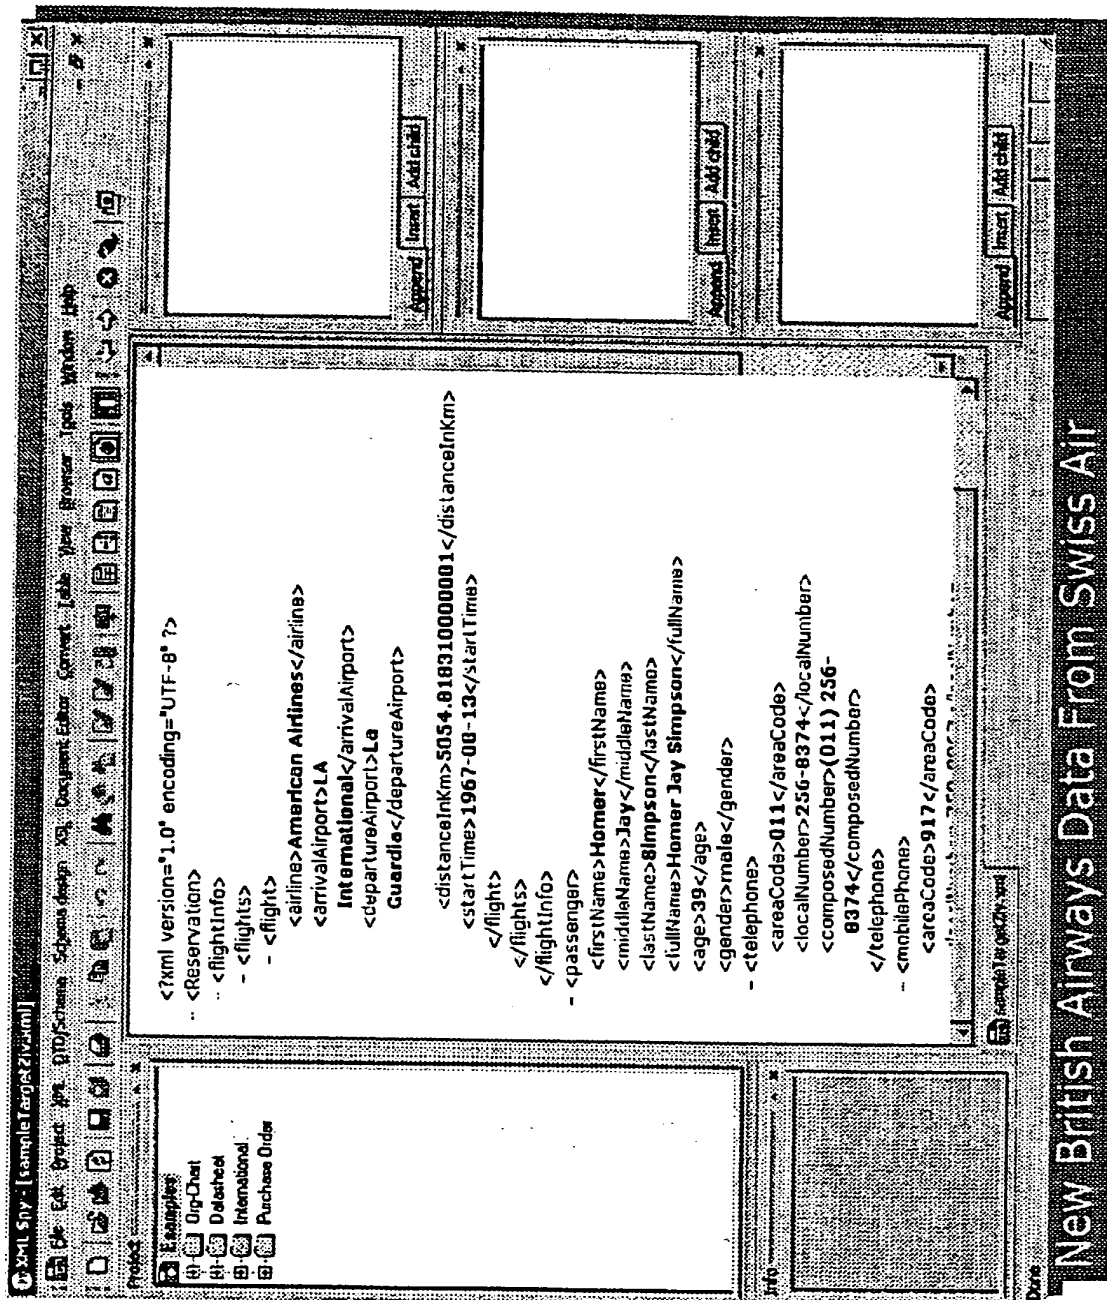 XML Spy - [sampleTargetZiv.xml]
File Edit Project XML DTD/Schema Schema design XSL Document Editor Convert Table View Browser Tools Window Help
Project
Examples
Org-Chart
Datasheet
International
Purchase Order
Info
<?xml version="1.0" encoding="UTF-8" ?>
- <Reservation>
- <flightInfo>
- <flights>
- <flight>
<airline>American Airlines</airline>
<arrivalAirport>LA
International</arrivalAirport>
<departureAirport>La
Guardia</departureAirport>
<distanceInKm>5054.8183100000001</distanceInKm>
<startTime>1967-08-13</startTime>
</flight>
</flights>
</flightInfo>
- <passenger>
<firstName>Homer</firstName>
<middleName>Jay</middleName>
<lastName>Simpson</lastName>
<fullName>Homer Jay Simpson</fullName>
<age>39</age>
<gender>male</gender>
- <telephone>
<areaCode>011</areaCode>
<localNumber>256-8374</localNumber>
<composedNumber>(011) 256-
8374</composedNumber>
</telephone>
- <mobilePhone>
<areaCode>917</areaCode>
sampleTargetZiv.xml
Append Insert Add child
Append Insert Add child
Append Insert Add child
Done
New British Airways Data From Swiss Air